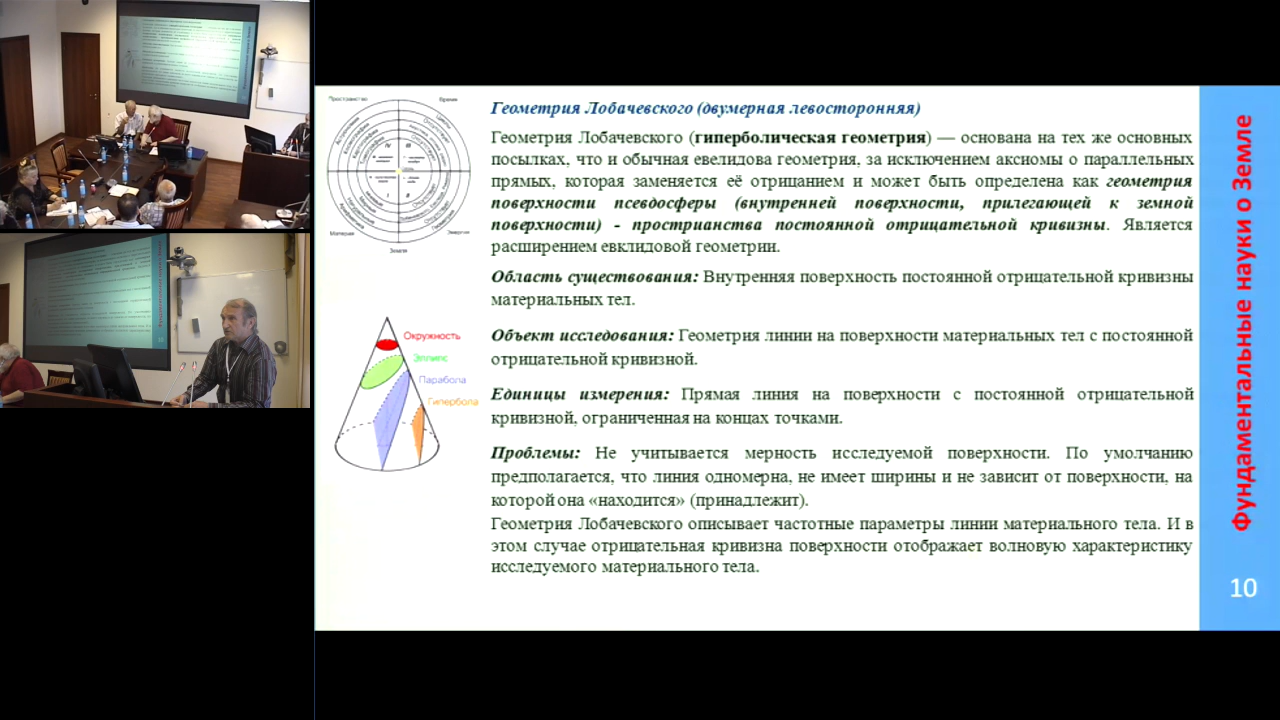 Геометрия Лобачевского (двумерная левосторонняя)
Геометрия Лобачевского (гиперболическая геометрия) — основана на тех же основных
посылках, что и обычная евелидова геометрия, за исключением аксиомы о параллельных
прямых, которая заменяется её отрицанием и может быть определена как геометрия
поверхности псевдосферы (внутренней поверхности, прилегающей к земной
поверхности) - пространства постоянной отрицательной кривизны. Является
расширением евклидовой геометрии.
Область существования: Внутренняя поверхность постоянной отрицательной кривизны
материальных тел.
Объект исследования: Геометрия линии на поверхности материальных тел с постоянной
отрицательной кривизной.
Единицы измерения: Прямая линия на поверхности с постоянной отрицательной
кривизной, ограниченная на концах точками.
Проблемы: Не учитывается мерность исследуемой поверхности. По умолчанию
предполагается, что линия одномерна, не имеет ширины и не зависит от поверхности, на
которой она «находится» (принадлежит).
Геометрия Лобачевского описывает частотные параметры линии материального тела. И в
этом случае отрицательная кривизна поверхности отображает волновую характеристику
исследуемого материального тела.
Пространство
Время
IV III
I II
Материя
Энергия
Земля
Окружность
Эллипс
Парабола
Гипербола
Фундаментальные науки о Земле
10